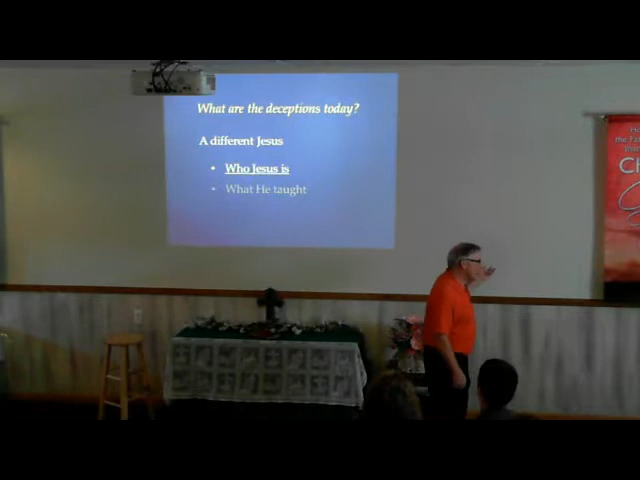 What are the deceptions today?
A different Jesus
• Who Jesus is
• What He taught